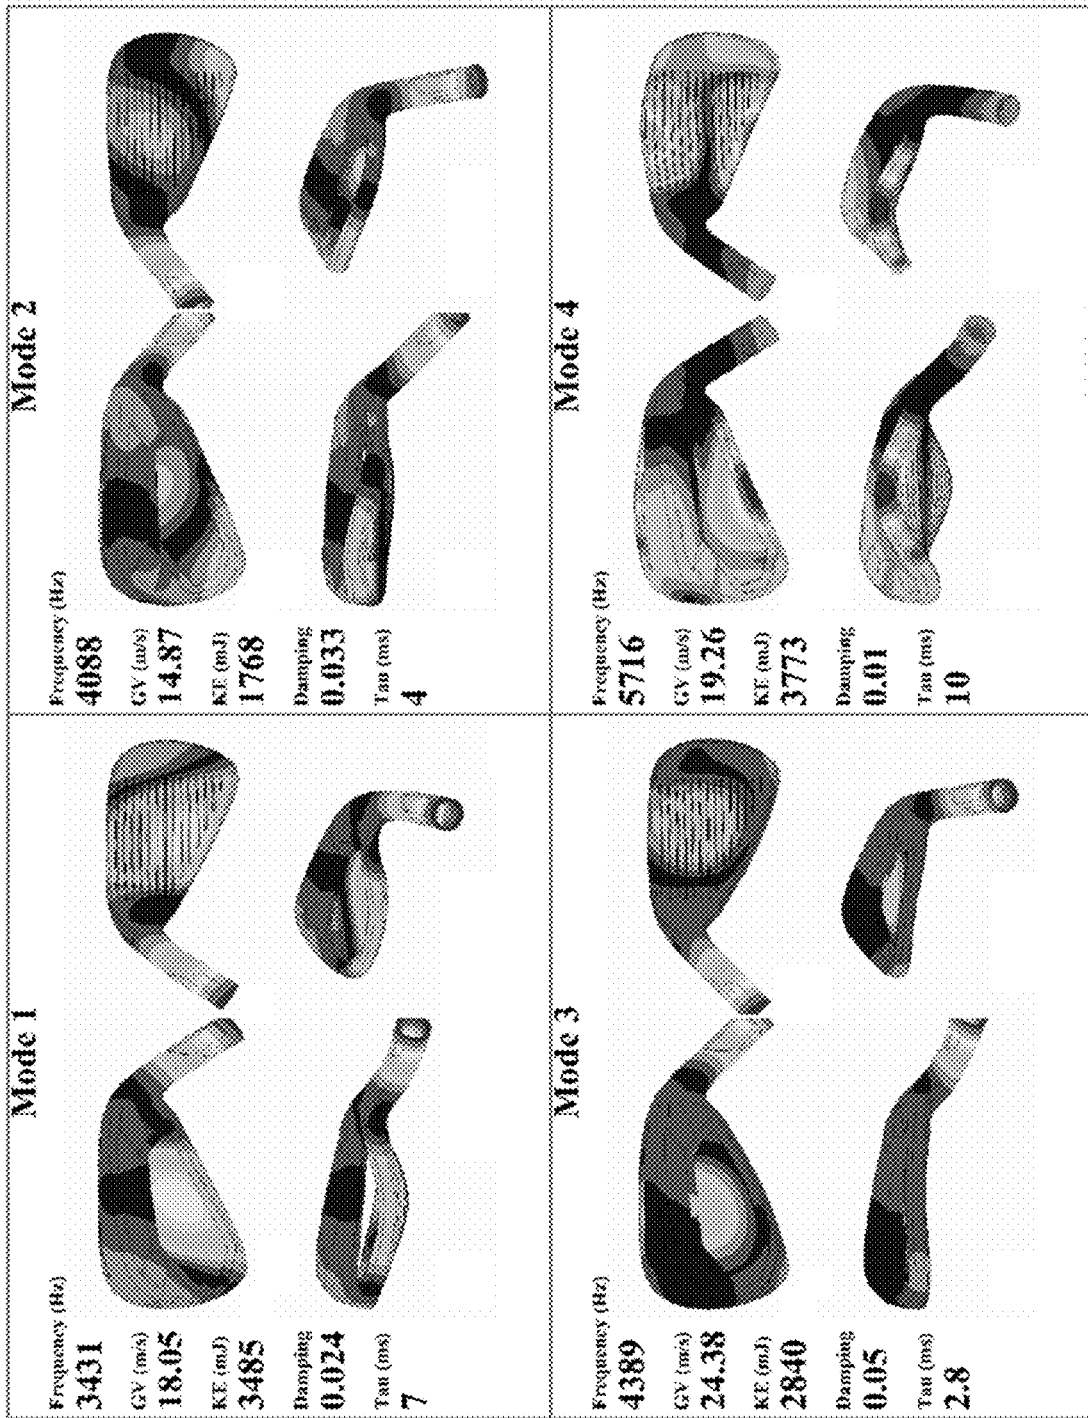 Mode 1
Frequency (Hz)
3431
GV (m/s)
18.05
KE (mJ)
3485
Damping
0.024
Tau (ms)
7
Mode 2
Frequency (Hz)
4088
GV (m/s)
14.87
KE (mJ)
1768
Damping
0.033
Tau (ms)
4
Mode 3
Frequency (Hz)
4389
GV (m/s)
24.38
KE (mJ)
2840
Damping
0.05
Tau (ms)
2.8
Mode 4
Frequency (Hz)
5716
GV (m/s)
19.26
KE (mJ)
3773
Damping
0.01
Tau (ms)
10